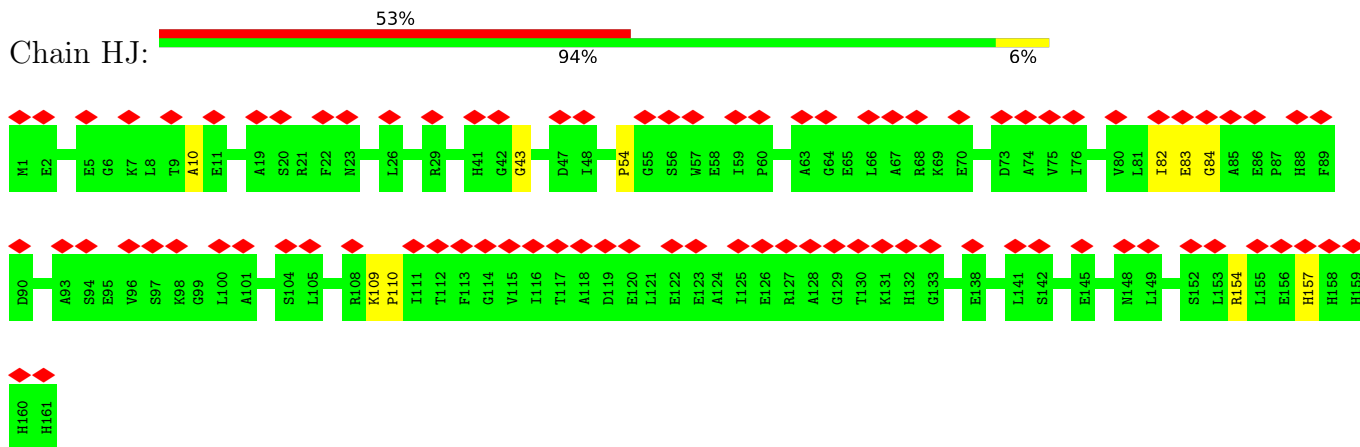 53%
Chain HJ:
94% 6%
M1 E2 E5 G6 K7 L8 T9 A10 E11 A19 S20 R21 F22 N23 L26 R29 H41 G42 G43 D47 I48 P54 G55 S56 W57 E58 I59 P60 A63 G64 E65 L66 A67 R68 K69 E70 D73 A74 V75 I76 V80 L81 I82 E83 G84 A85 E86 P87 H88 F89
D90 A93 S94 E95 V96 S97 K98 G99 L100 A101 S104 L105 R108 K109 P110 I111 T112 F113 G114 V115 I116 T117 A118 D119 E120 L121 E122 E123 A124 I125 E126 R127 A128 G129 T130 K131 H132 G133 E138 L141 S142 E145 N148 L149 S152 L153 R154 L155 E156 H157 H158 H159
H160 H161